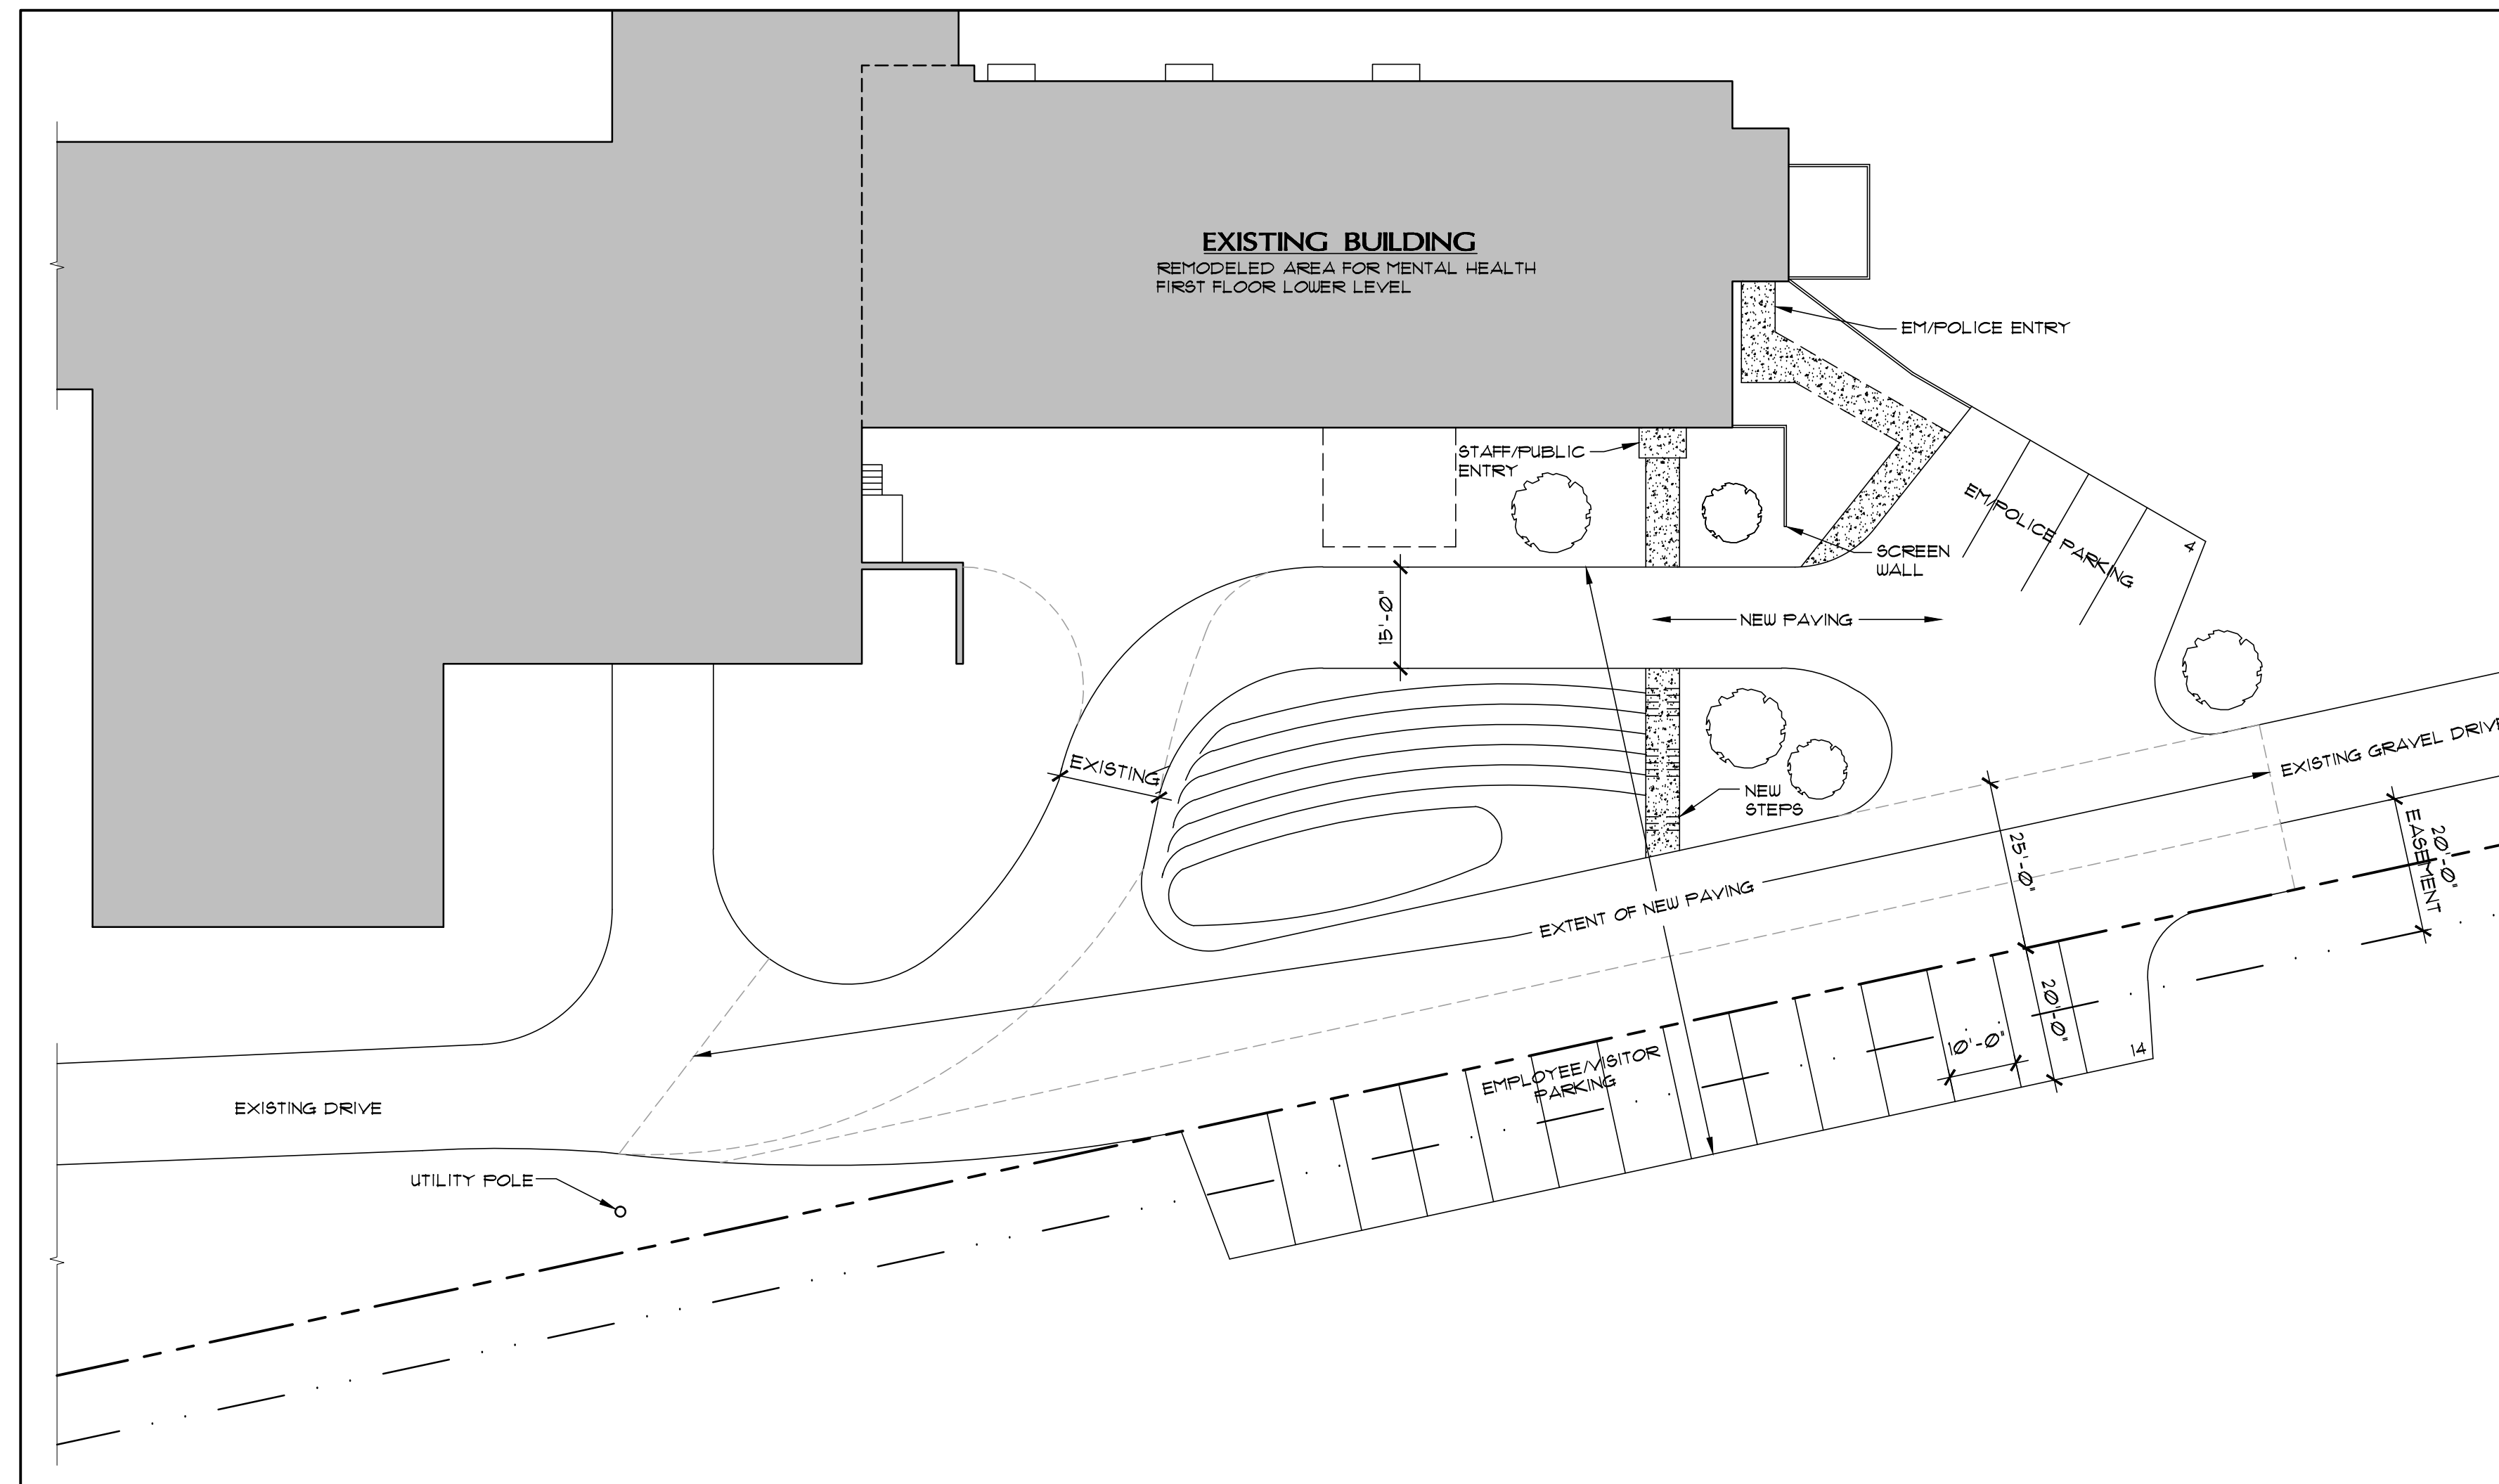 EXISTING BUILDING
REMODELED AREA FOR MENTAL HEALTH
FIRST FLOOR LOWER LEVEL
EM/POLICE ENTRY
STAFF/PUBLIC
ENTRY
EM/POLICE PARKING
4
SCREEN
WALL
15'-0"
NEW PAVING
EXISTING
NEW
STEPS
EXISTING GRAVEL DRIVE
25'-0"
20'-0"
EASEMENT
EXTENT OF NEW PAVING
20'-0"
10'-0"
14
EMPLOYEE/VISITOR
PARKING
EXISTING DRIVE
UTILITY POLE